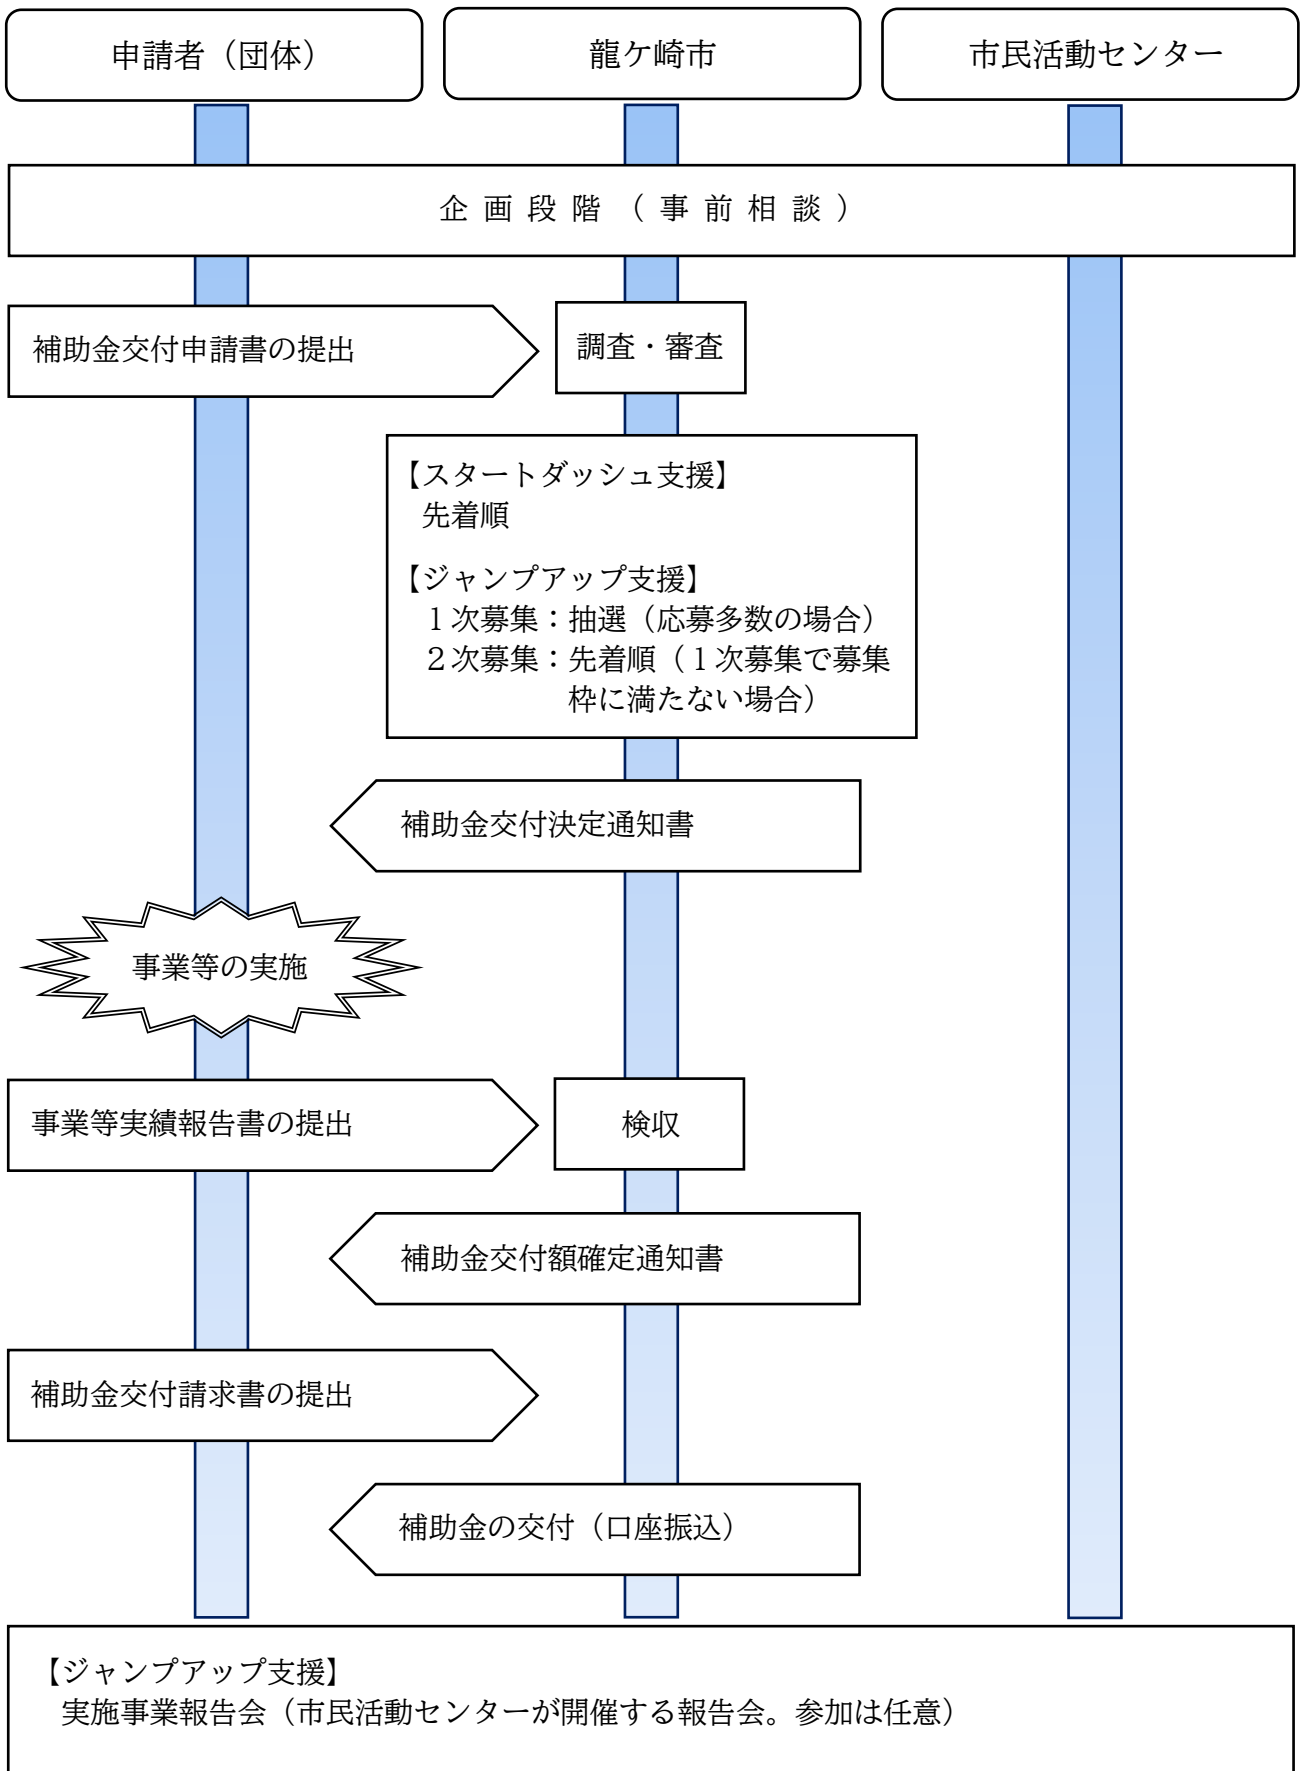 申請者（団体）
龍ケ崎市
市民活動センター
企画段階（事前相談）
補助金交付申請書の提出
調査・審査
【スタートダッシュ支援】
先着順
【ジャンプアップ支援】
１次募集：抽選（応募多数の場合）
２次募集：先着順（１次募集で募集
枠に満たない場合）
補助金交付決定通知書
事業等の実施
事業等実績報告書の提出
検収
補助金交付額確定通知書
補助金交付請求書の提出
補助金の交付（口座振込）
【ジャンプアップ支援】
実施事業報告会（市民活動センターが開催する報告会。参加は任意）